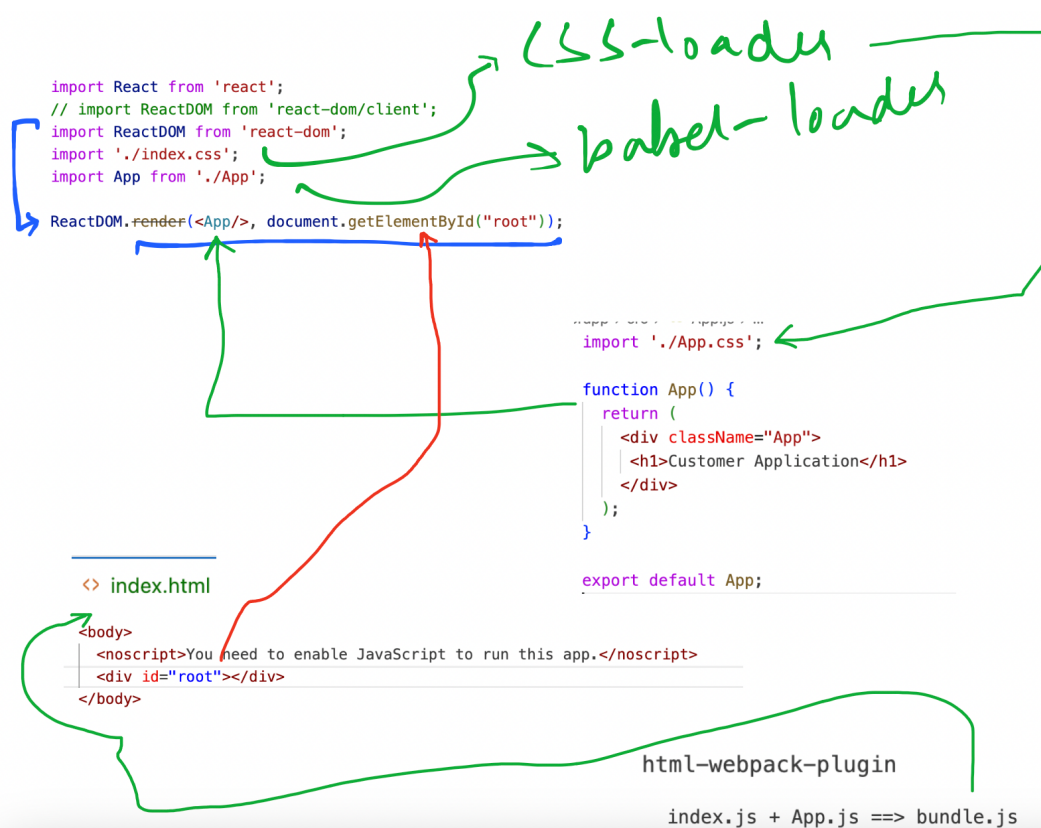 css-loader
babel-loader
import React from 'react';
// import ReactDOM from 'react-dom/client';
import ReactDOM from 'react-dom';
import './index.css';
import App from './App';
ReactDOM.render(<App/>, document.getElementById("root"));
import './App.css';
function App() {
return (
<div className="App">
<h1>Customer Application</h1>
</div>
);
}
export default App;
<> index.html
<body>
<noscript>You need to enable JavaScript to run this app.</noscript>
<div id="root"></div>
</body>
html-webpack-plugin
index.js + App.js ==> bundle.js